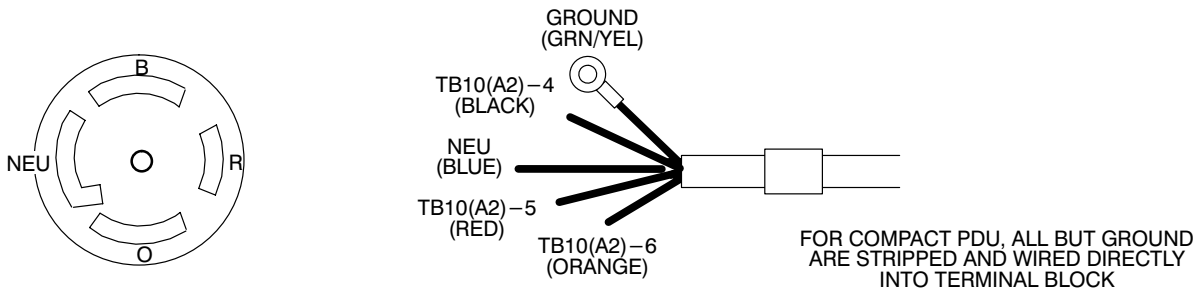 B
NEU
R
O
GROUND
(GRN/YEL)
TB10(A2)−4
(BLACK)
NEU
(BLUE)
TB10(A2)−5
(RED)
TB10(A2)−6
(ORANGE)
FOR COMPACT PDU, ALL BUT GROUND
ARE STRIPPED AND WIRED DIRECTLY
INTO TERMINAL BLOCK